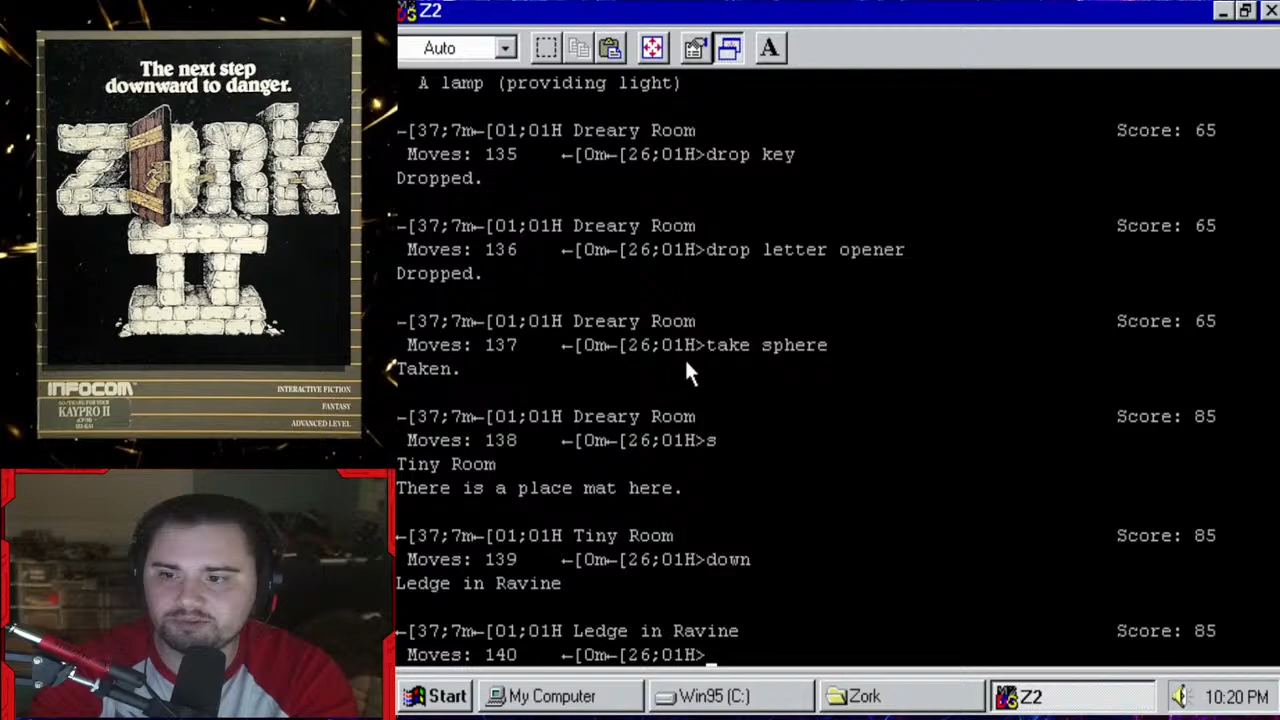 The next step
downward to danger.
ZORK
II
INFOCOM
INTERACTIVE FICTION
FANTASY
ADVANCED LEVEL
KAYPRO II
Z2
Auto
A
A lamp (providing light)
←[37;7m←[01;01H Dreary Room Score: 65
Moves: 135 ←[0m←[26;01H>drop key
Dropped.
←[37;7m←[01;01H Dreary Room Score: 65
Moves: 136 ←[0m←[26;01H>drop letter opener
Dropped.
←[37;7m←[01;01H Dreary Room Score: 65
Moves: 137 ←[0m←[26;01H>take sphere
Taken.
←[37;7m←[01;01H Dreary Room Score: 85
Moves: 138 ←[0m←[26;01H>s
Tiny Room
There is a place mat here.
←[37;7m←[01;01H Tiny Room Score: 85
Moves: 139 ←[0m←[26;01H>down
Ledge in Ravine
←[37;7m←[01;01H Ledge in Ravine Score: 85
Moves: 140 ←[0m←[26;01H>_
Start My Computer Win95 (C:) Zork Z2 10:20 PM